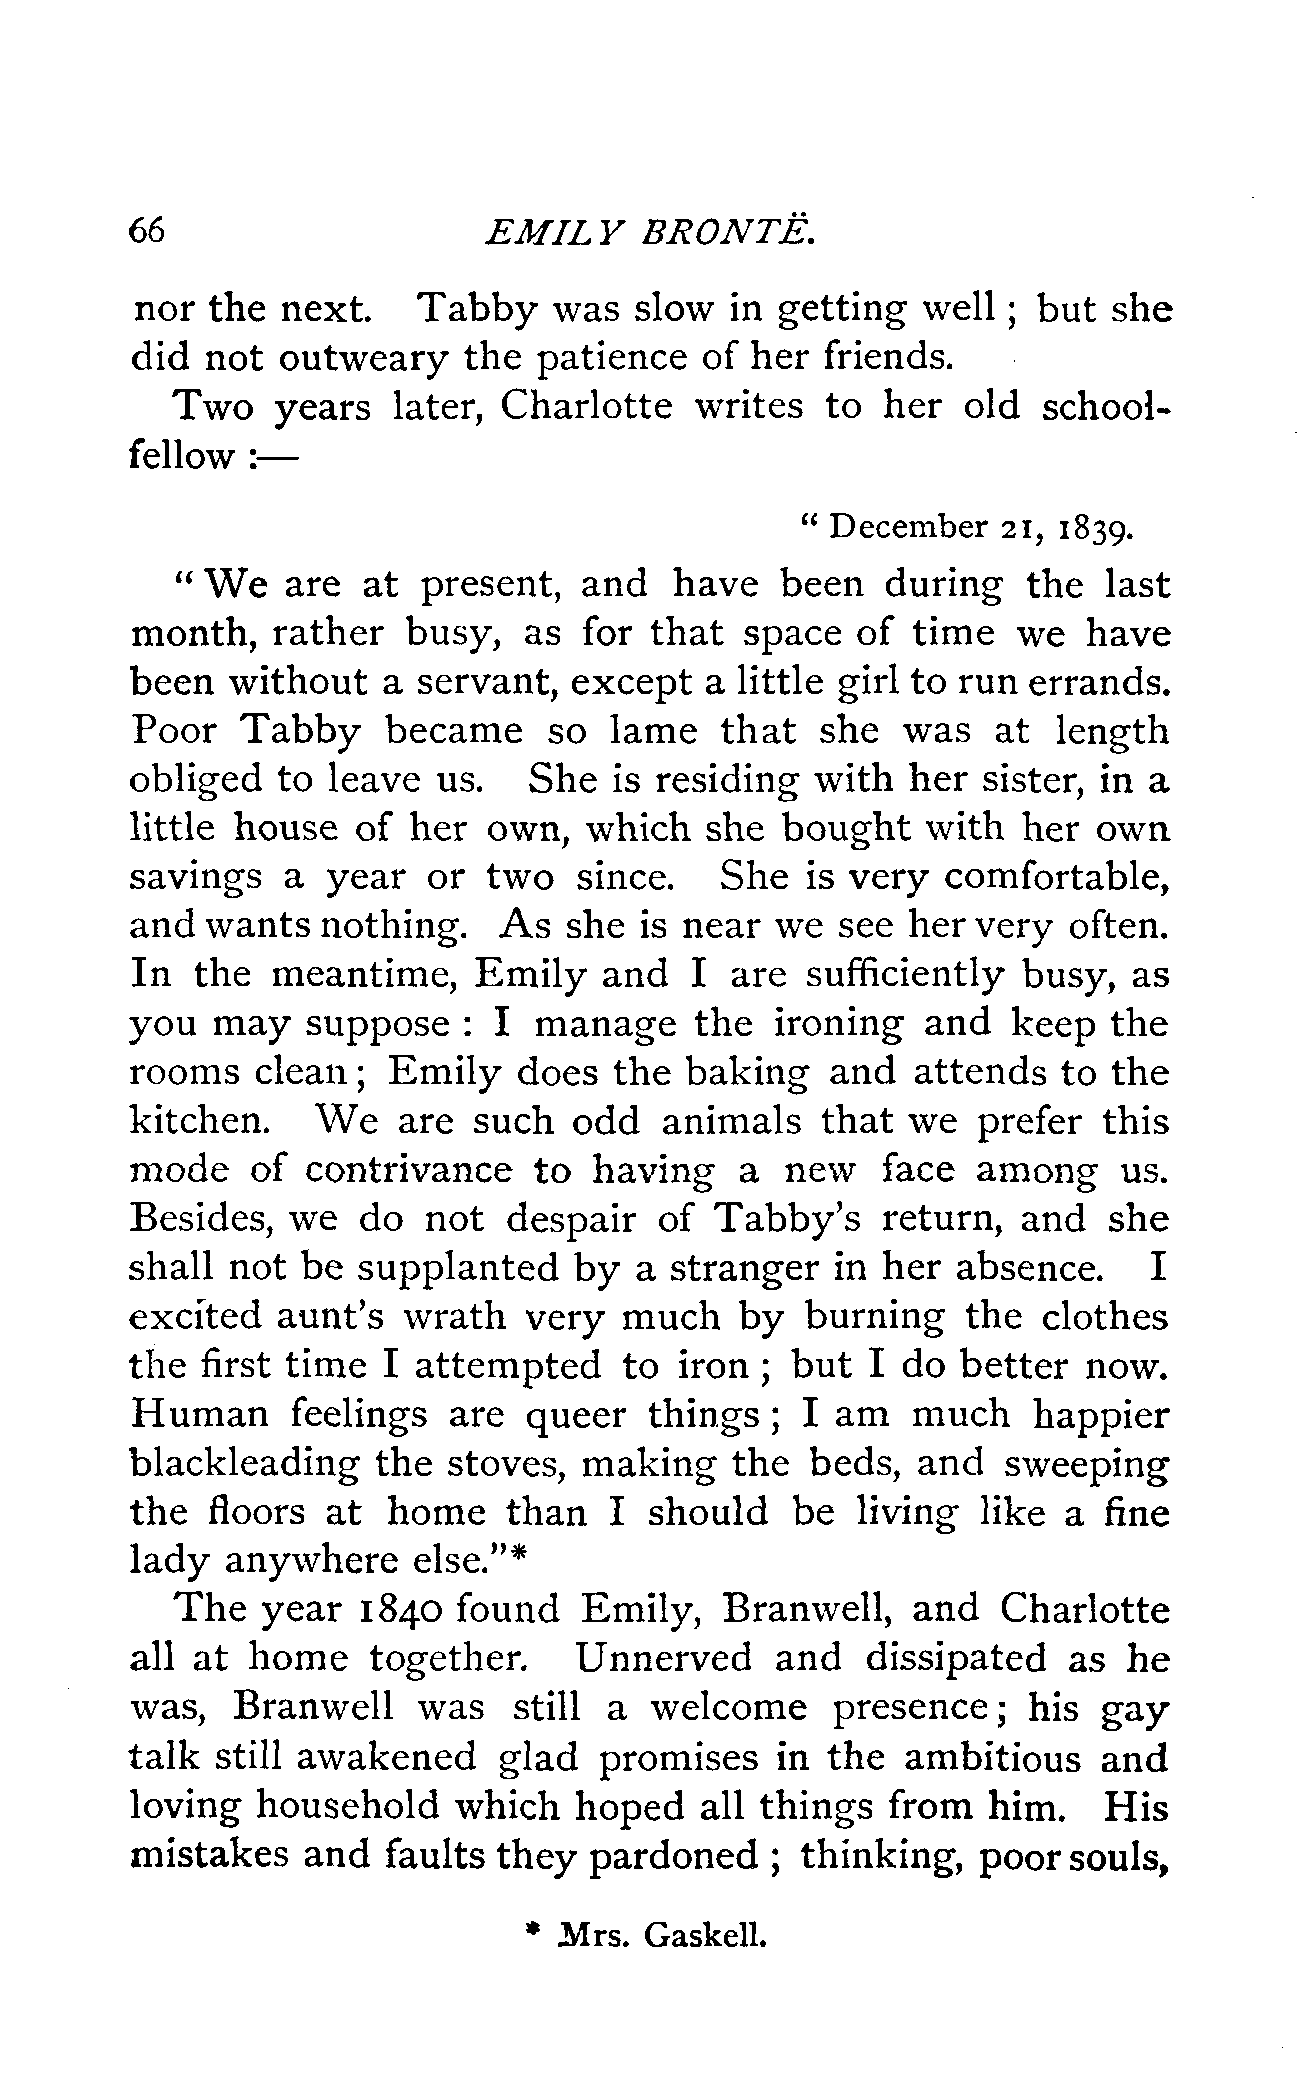 66 EMILY BRONTË.
nor the next. Tabby was slow in getting well ; but she
did not outweary the patience of her friends.
Two years later, Charlotte writes to her old school-
fellow :—
" December 21, 1839.
" We are at present, and have been during the last
month, rather busy, as for that space of time we have
been without a servant, except a little girl to run errands.
Poor Tabby became so lame that she was at length
obliged to leave us. She is residing with her sister, in a
little house of her own, which she bought with her own
savings a year or two since. She is very comfortable,
and wants nothing. As she is near we see her very often.
In the meantime, Emily and I are sufficiently busy, as
you may suppose : I manage the ironing and keep the
rooms clean ; Emily does the baking and attends to the
kitchen. We are such odd animals that we prefer this
mode of contrivance to having a new face among us.
Besides, we do not despair of Tabby's return, and she
shall not be supplanted by a stranger in her absence. I
excited aunt's wrath very much by burning the clothes
the first time I attempted to iron ; but I do better now.
Human feelings are queer things ; I am much happier
blackleading the stoves, making the beds, and sweeping
the floors at home than I should be living like a fine
lady anywhere else."*
The year 1840 found Emily, Branwell, and Charlotte
all at home together. Unnerved and dissipated as he
was, Branwell was still a welcome presence ; his gay
talk still awakened glad promises in the ambitious and
loving household which hoped all things from him. His
mistakes and faults they pardoned ; thinking, poor souls,
* Mrs. Gaskell.